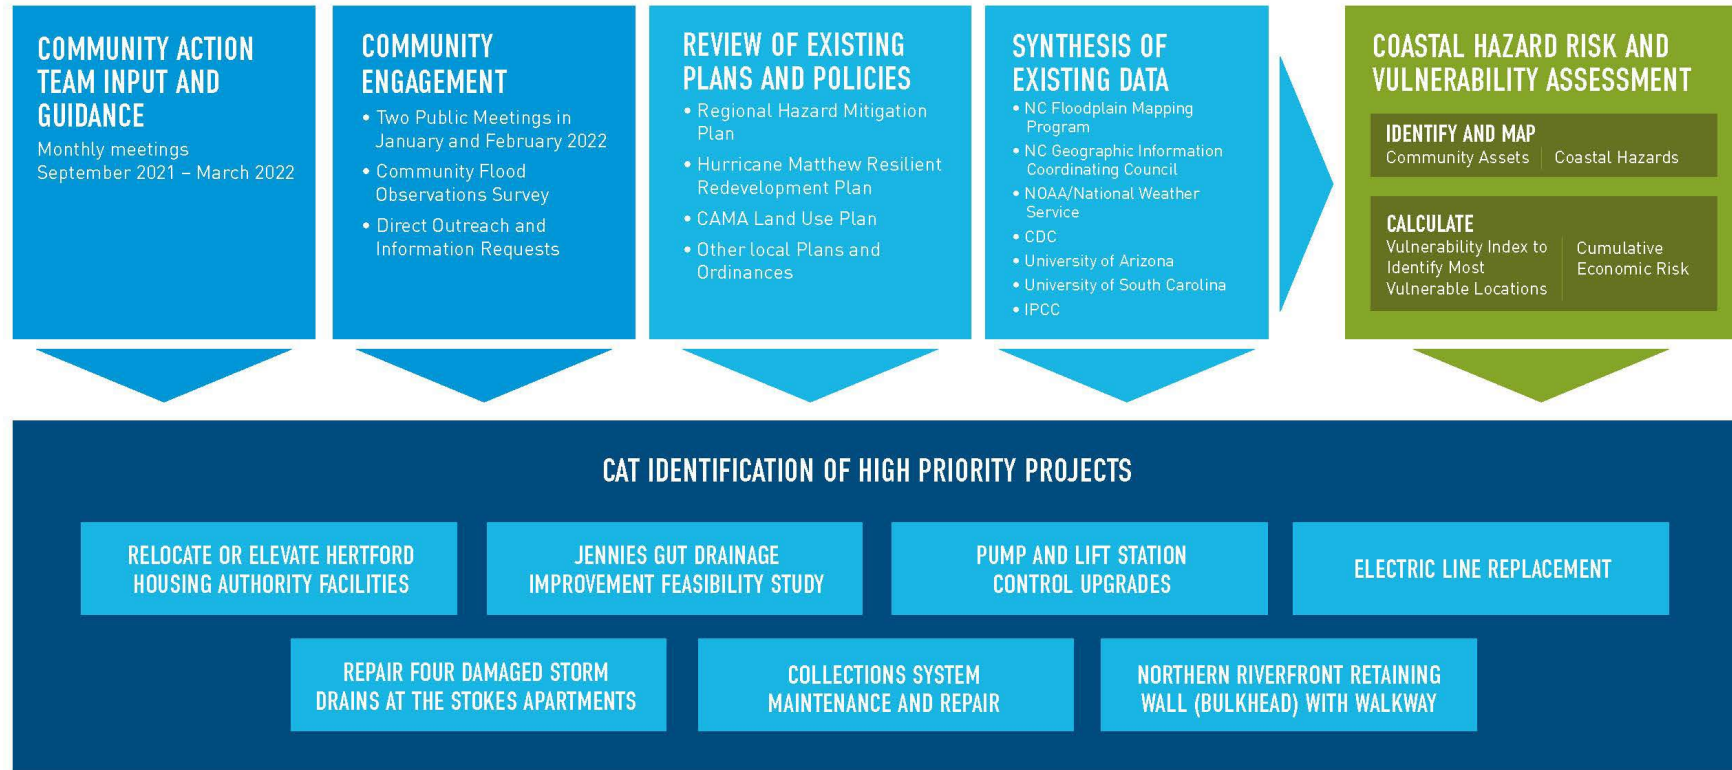 COMMUNITY ACTION
TEAM INPUT AND
GUIDANCE
Monthly meetings
September 2021 – March 2022
COMMUNITY
ENGAGEMENT
• Two Public Meetings in
January and February 2022
• Community Flood
Observations Survey
• Direct Outreach and
Information Requests
REVIEW OF EXISTING
PLANS AND POLICIES
• Regional Hazard Mitigation
Plan
• Hurricane Matthew Resilient
Redevelopment Plan
• CAMA Land Use Plan
• Other local Plans and
Ordinances
SYNTHESIS OF
EXISTING DATA
• NC Floodplain Mapping
Program
• NC Geographic Information
Coordinating Council
• NOAA/National Weather
Service
• CDC
• University of Arizona
• University of South Carolina
• IPCC
COASTAL HAZARD RISK AND
VULNERABILITY ASSESSMENT
IDENTIFY AND MAP
Community Assets
Coastal Hazards
CALCULATE
Vulnerability Index to
Identify Most
Vulnerable Locations
Cumulative
Economic Risk
CAT IDENTIFICATION OF HIGH PRIORITY PROJECTS
RELOCATE OR ELEVATE HERTFORD
HOUSING AUTHORITY FACILITIES
JENNIES GUT DRAINAGE
IMPROVEMENT FEASIBILITY STUDY
PUMP AND LIFT STATION
CONTROL UPGRADES
ELECTRIC LINE REPLACEMENT
REPAIR FOUR DAMAGED STORM
DRAINS AT THE STOKES APARTMENTS
COLLECTIONS SYSTEM
MAINTENANCE AND REPAIR
NORTHERN RIVERFRONT RETAINING
WALL (BULKHEAD) WITH WALKWAY